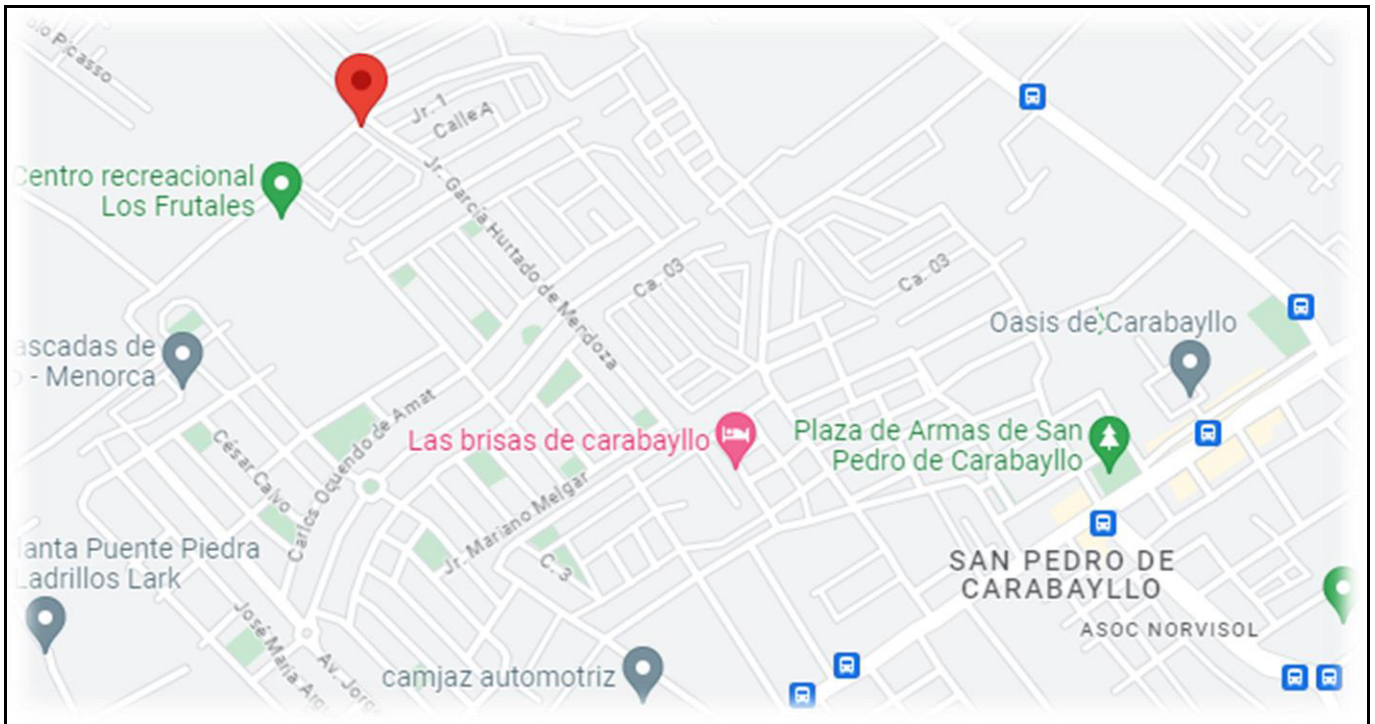 Picasso
Jr. 1
Calle A
Centro recreacional
Los Frutales
Jr. García Hurtado de Mendoza
Ca. 03
Ca. 03
Oasis de Carabayllo
ascadas de
- Menorca
Carlos Oquendo de Amat
Las brisas de carabayllo
Plaza de Armas de San
Pedro de Carabayllo
César Calvo
Jr. Mariano Melgar
C. 3
lanta Puente Piedra
Ladrillos Lark
SAN PEDRO DE
CARABAYLLO
ASOC NORVISOL
José María
Av. Jorge
camjaz automotriz